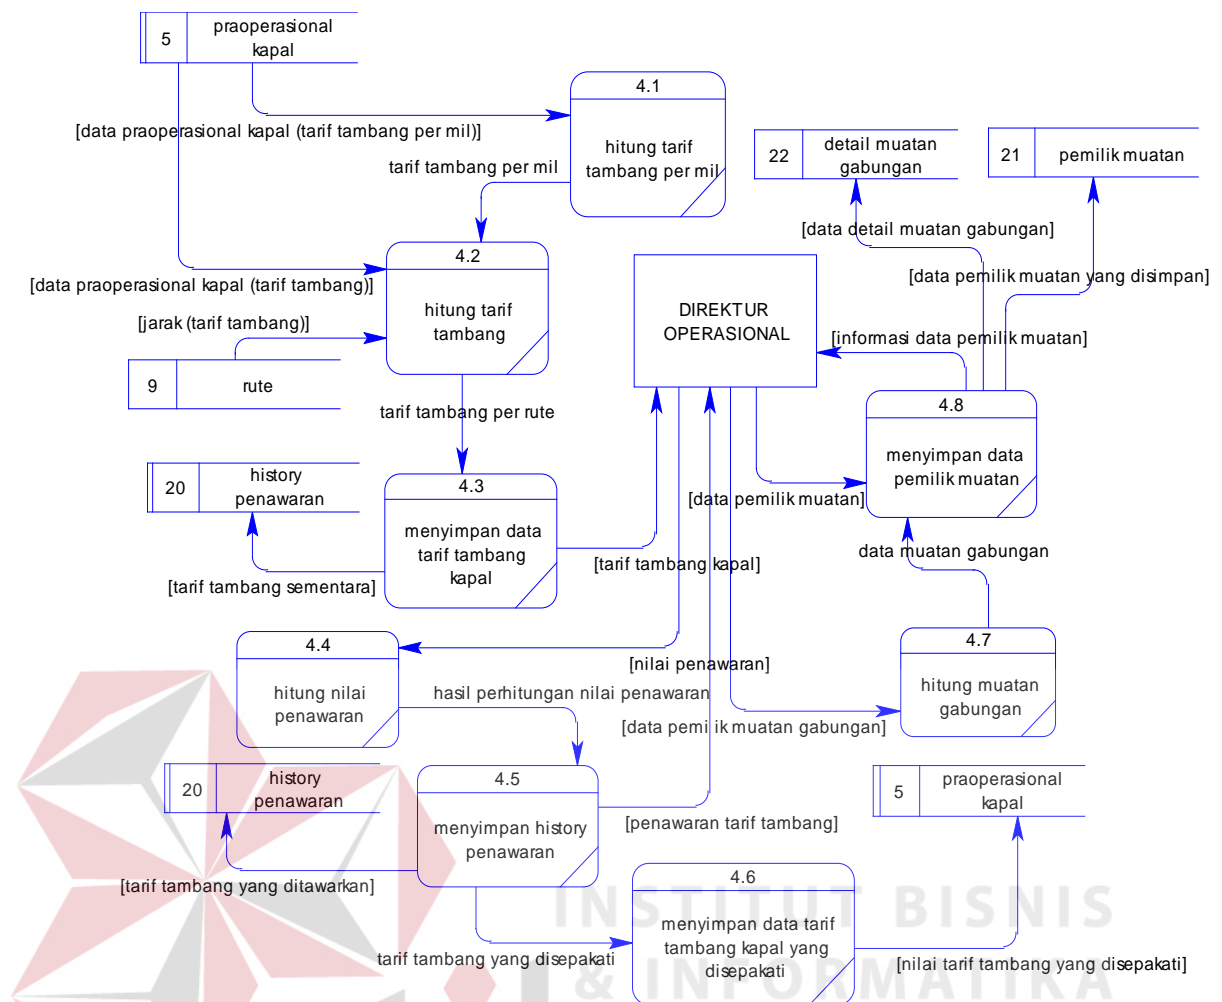 5
praoperasional
kapal
4.1
hitung tarif
tambang per mil
[data praoperasional kapal (tarif tambang per mil)]
tarif tambang per mil
22
detail muatan
gabungan
21
pemilik muatan
[data detail muatan gabungan]
[data pemilik muatan yang disimpan]
4.2
hitung tarif
tambang
[data praoperasional kapal (tarif tambang)]
[jarak (tarif tambang)]
DIREKTUR
OPERASIONAL
[informasi data pemilik muatan]
9
rute
tarif tambang per rute
4.8
menyimpan data
pemilik muatan
20
history
penawaran
4.3
menyimpan data
tarif tambang
kapal
[data pemilik muatan]
[tarif tambang sementara]
[tarif tambang kapal]
data muatan gabungan
4.4
hitung nilai
penawaran
[nilai penawaran]
4.7
hitung muatan
gabungan
hasil perhitungan nilai penawaran
[data pemilik muatan gabungan]
20
history
penawaran
4.5
menyimpan history
penawaran
5
praoperasional
kapal
[penawaran tarif tambang]
[tarif tambang yang ditawarkan]
4.6
menyimpan data tarif
tambang kapal yang
disepakati
tarif tambang yang disepakati
[nilai tarif tambang yang disepakati]
INSTITUT BISNIS
& INFORMATIKA